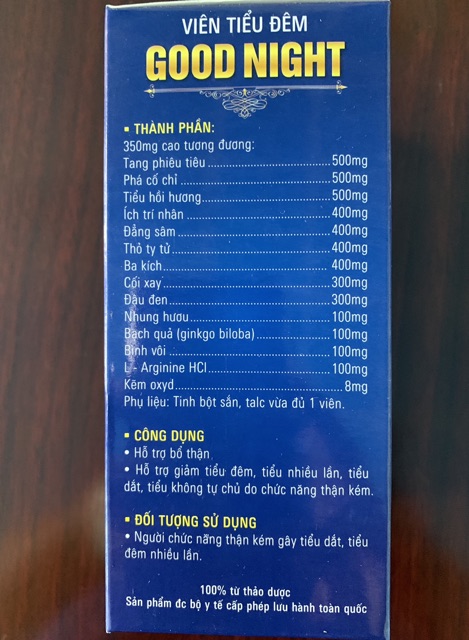 VIÊN TIỂU ĐÊM
GOOD NIGHT
▪ THÀNH PHẦN:
350mg cao tương đương:
Tang phiêu tiêu ... 500mg
Phá cố chỉ ... 500mg
Tiểu hồi hương ... 500mg
Ích trí nhân ... 400mg
Đẳng sâm ... 400mg
Thỏ ty tử ... 400mg
Ba kích ... 400mg
Cối xay ... 300mg
Đậu đen ... 300mg
Nhung hươu ... 100mg
Bạch quả (ginkgo biloba) ... 100mg
Bình vôi ... 100mg
L - Arginine HCl ... 100mg
Kẽm oxyd ... 8mg
Phụ liệu: Tinh bột sắn, talc vừa đủ 1 viên.
▪ CÔNG DỤNG
• Hỗ trợ bổ thận
• Hỗ trợ giảm tiểu đêm, tiểu nhiều lần, tiểu
dắt, tiểu không tự chủ do chức năng thận kém.
▪ ĐỐI TƯỢNG SỬ DỤNG
• Người chức năng thận kém gây tiểu dắt, tiểu
đêm nhiều lần.
100% từ thảo dược
Sản phẩm đc bộ y tế cấp phép lưu hành toàn quốc